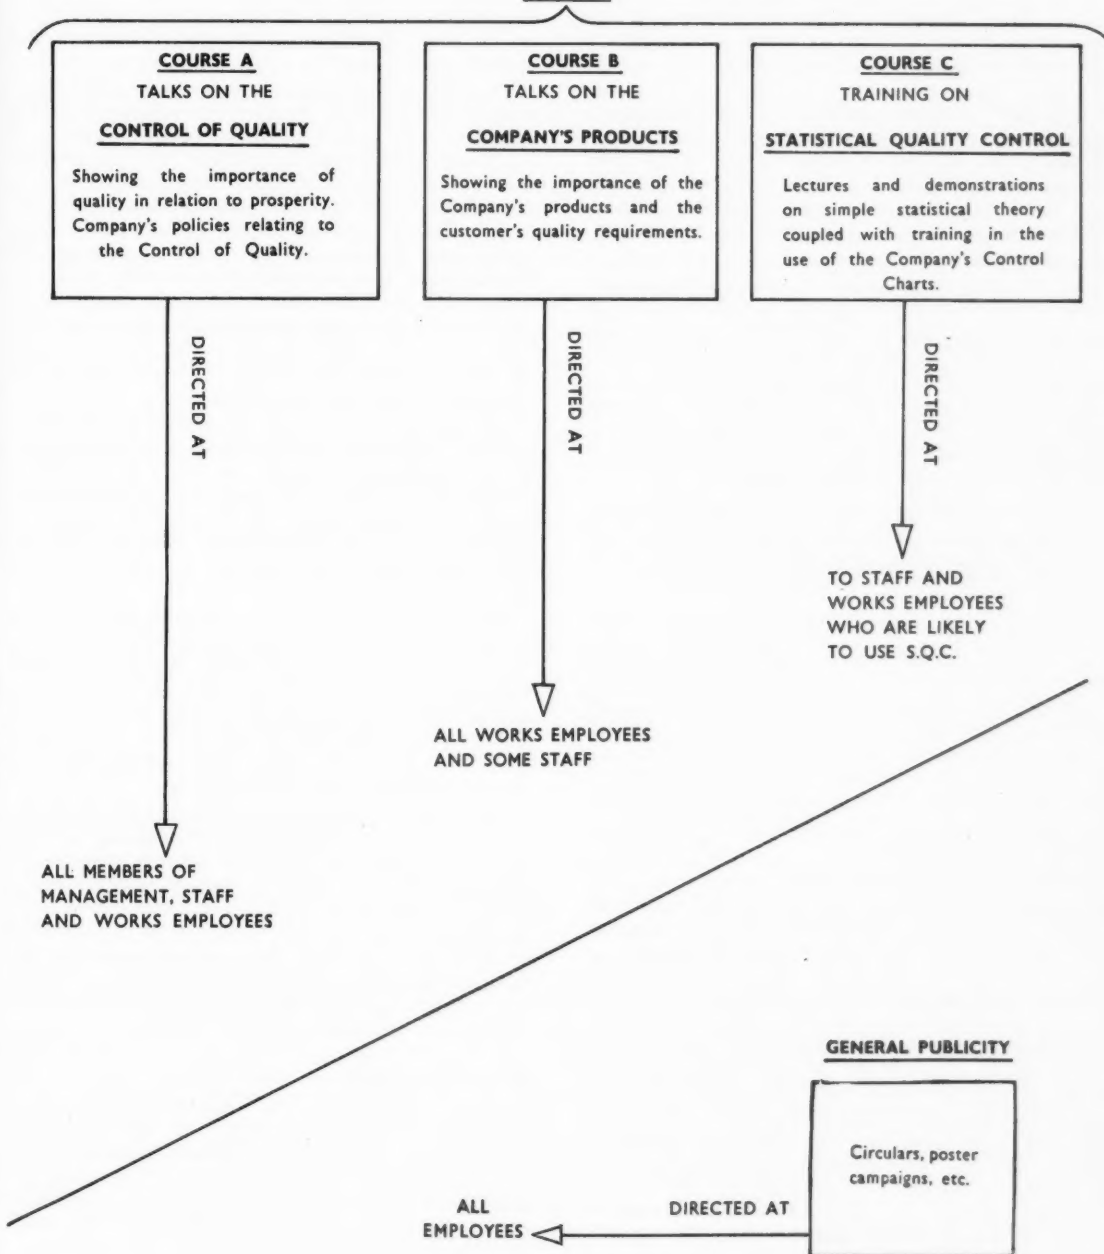 COURSE A
TALKS ON THE
CONTROL OF QUALITY
Showing the importance of
quality in relation to prosperity.
Company's policies relating to
the Control of Quality.
COURSE B
TALKS ON THE
COMPANY'S PRODUCTS
Showing the importance of the
Company's products and the
customer's quality requirements.
COURSE C
TRAINING ON
STATISTICAL QUALITY CONTROL
Lectures and demonstrations
on simple statistical theory
coupled with training in the
use of the Company's Control
Charts.
DIRECTED AT
DIRECTED AT
DIRECTED AT
TO STAFF AND
WORKS EMPLOYEES
WHO ARE LIKELY
TO USE S.Q.C.
ALL WORKS EMPLOYEES
AND SOME STAFF
ALL MEMBERS OF
MANAGEMENT, STAFF
AND WORKS EMPLOYEES
GENERAL PUBLICITY
Circulars, poster
campaigns, etc.
DIRECTED AT
ALL
EMPLOYEES